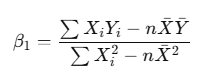 β₁ = (∑ XᵢYᵢ − nX̄Ȳ) / (∑ Xᵢ² − nX̄²)